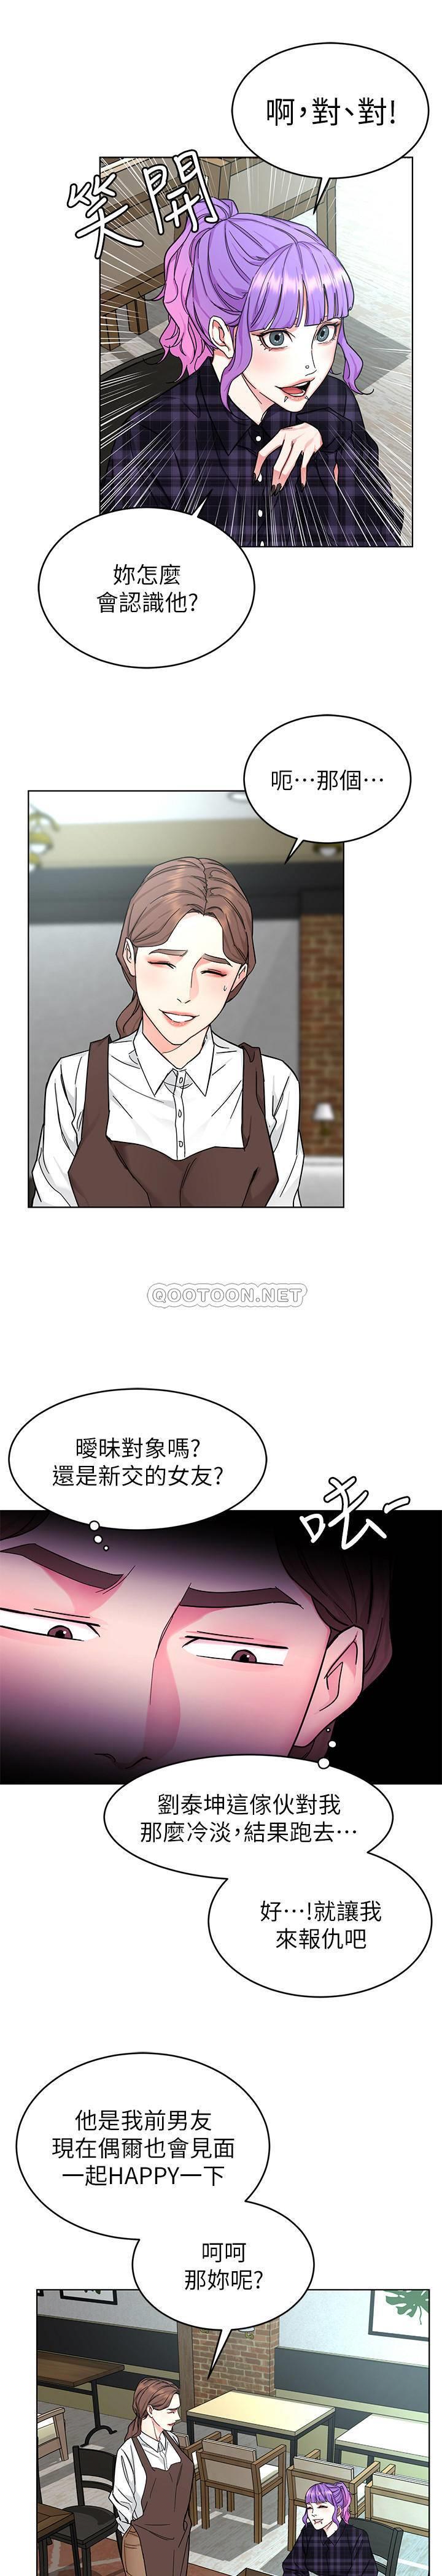 啊,對、對!
笑開
妳怎麼
會認識他?
呃⋯那個⋯
QOOTOON.NET
曖昧對象嗎?
還是新交的女友?
呿~
劉泰坤這傢伙對我
那麼冷淡,結果跑去⋯
好⋯!就讓我
來報仇吧
他是我前男友
現在偶爾也會見面
一起HAPPY一下
呵呵
那妳呢?